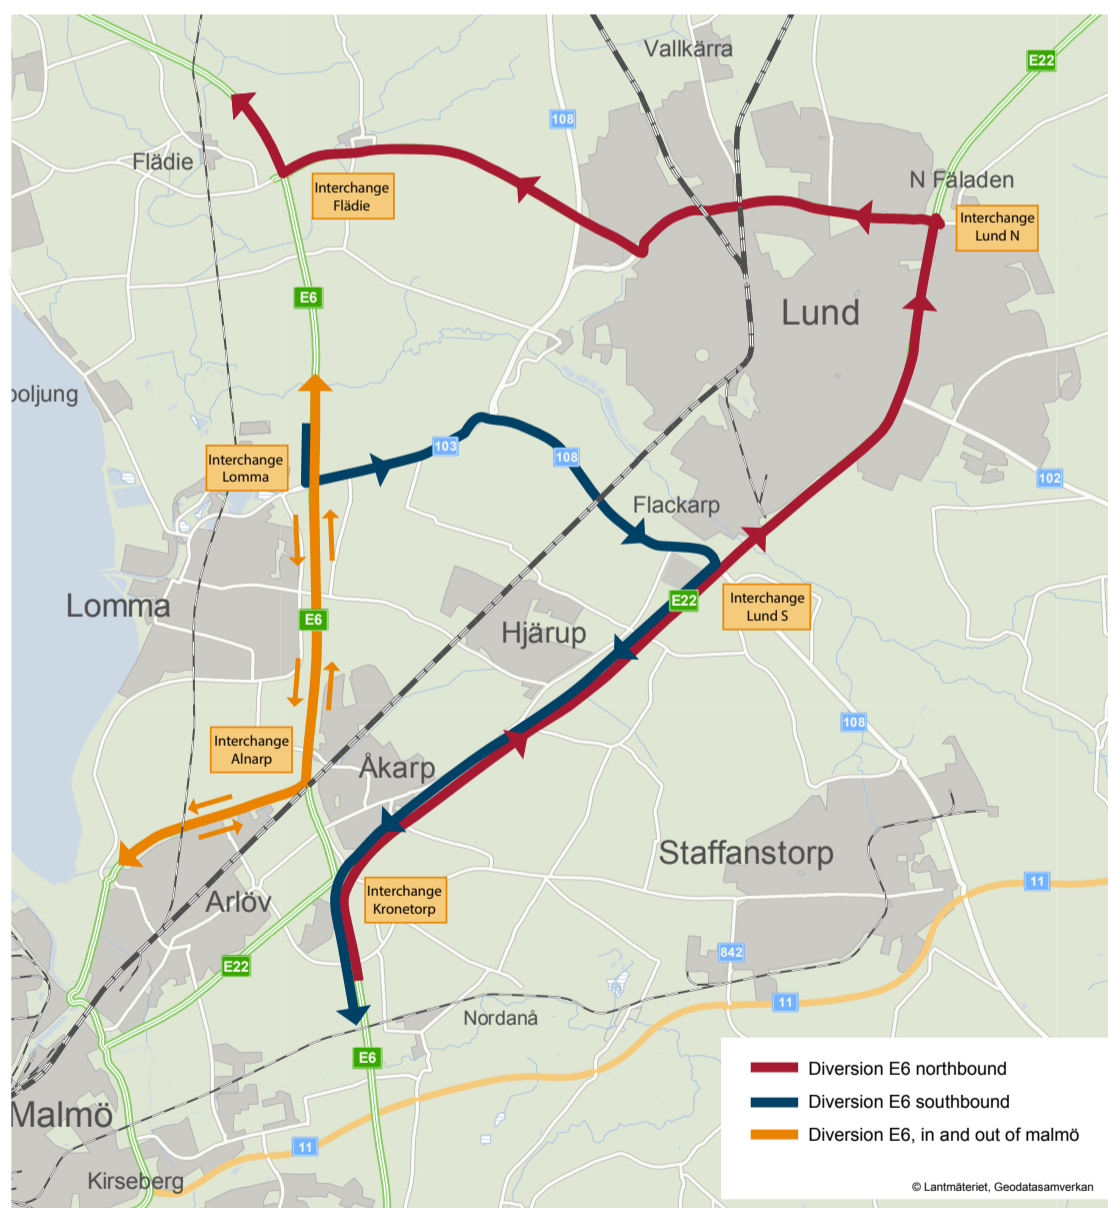 Vallkärra
E22
108
Flädie
Interchange
Flädie
N Fäladen
Interchange
Lund N
E6
Lund
ooljung
103
108
Interchange
Lomma
102
Flackarp
E22
Interchange
Lund S
Lomma
E6
Hjärup
108
Interchange
Alnarp
Åkarp
Staffanstorp
11
Interchange
Kronetorp
Arlöv
842
E22
11
Nordanå
E6
Malmö
11
Kirseberg
Diversion E6 northbound
Diversion E6 southbound
Diversion E6, in and out of malmö
© Lantmäteriet, Geodatasamverkan